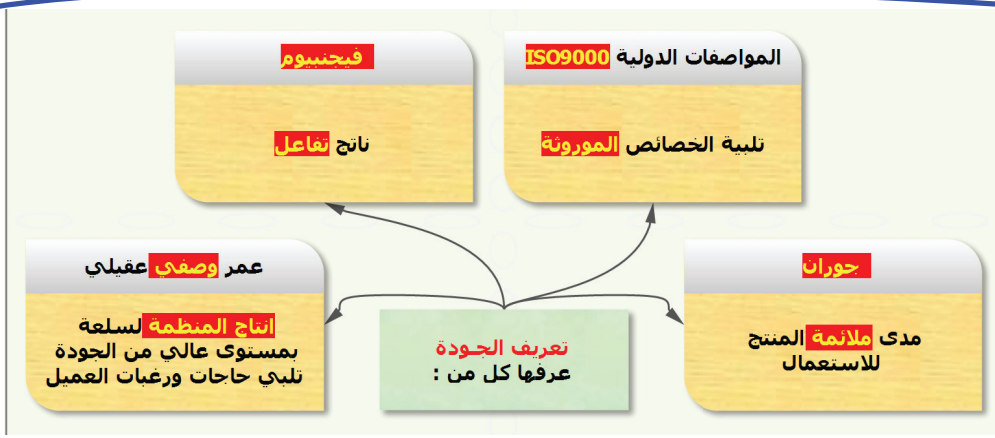 المواصفات الدولية ISO9000
تلبية الخصائص الموروثة
فيجنبيوم
ناتج تفاعل
جوران
مدى ملائمة المنتج
للاستعمال
تعريف الجودة
عرفها كل من :
عمر وصفي عقيلي
انتاج المنظمة لسلعة
بمستوى عالي من الجودة
تلبي حاجات ورغبات العميل